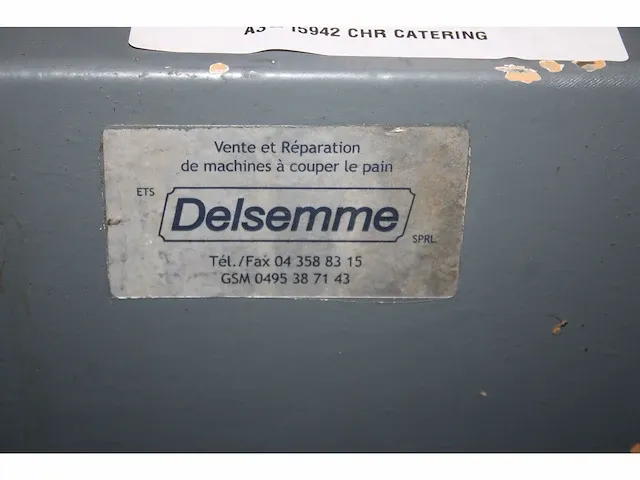 15942 CHR CATERING
Vente et Réparation
de machines à couper le pain
ETS
Delsemme
SPRL
Tél./Fax 04 358 83 15
GSM 0495 38 71 43